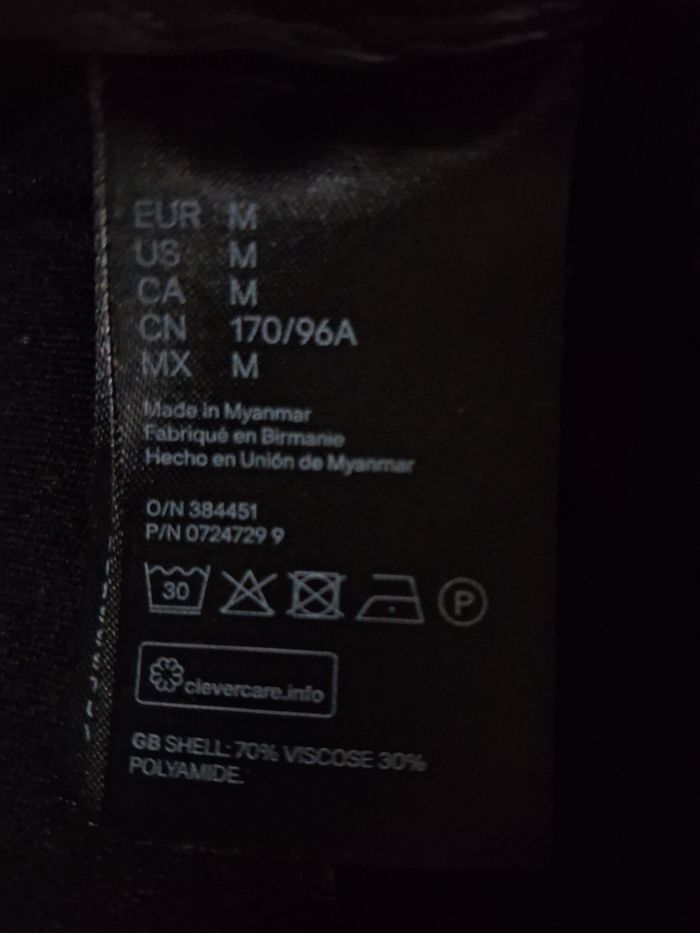 EUR M
US M
CA M
CN 170/96A
MX M
Made in Myanmar
Fabriqué en Birmanie
Hecho en Unión de Myanmar
O/N 384451
P/N 0724729 9
30 P
clevercare.info
GB SHELL: 70% VISCOSE 30%
POLYAMIDE.